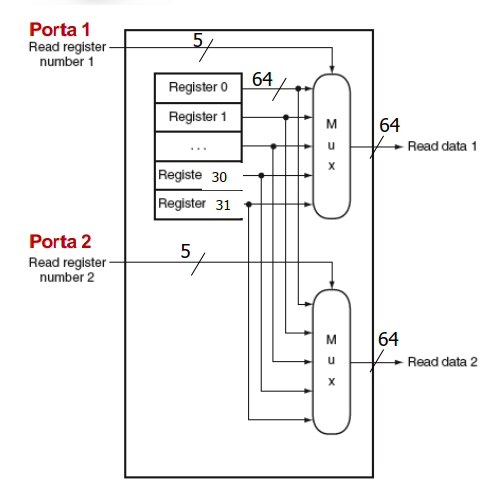 Porta 1
Read register
number 1
5
Register 0
64
Register 1
...
Registe 30
Register 31
M
u
x
64
Read data 1
Porta 2
Read register
number 2
5
M
u
x
64
Read data 2